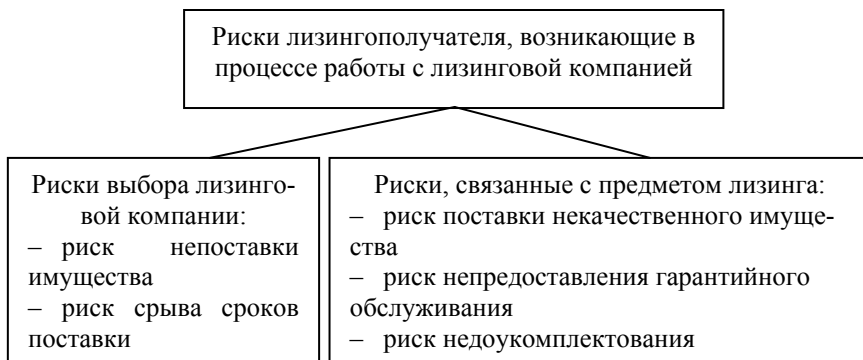 Риски лизингополучателя, возникающие в
процессе работы с лизинговой компанией
Риски выбора лизинго-
вой компании:
– риск непоставки
имущества
– риск срыва сроков
поставки
Риски, связанные с предметом лизинга:
– риск поставки некачественного имуще-
ства
– риск непредоставления гарантийного
обслуживания
– риск недоукомплектования